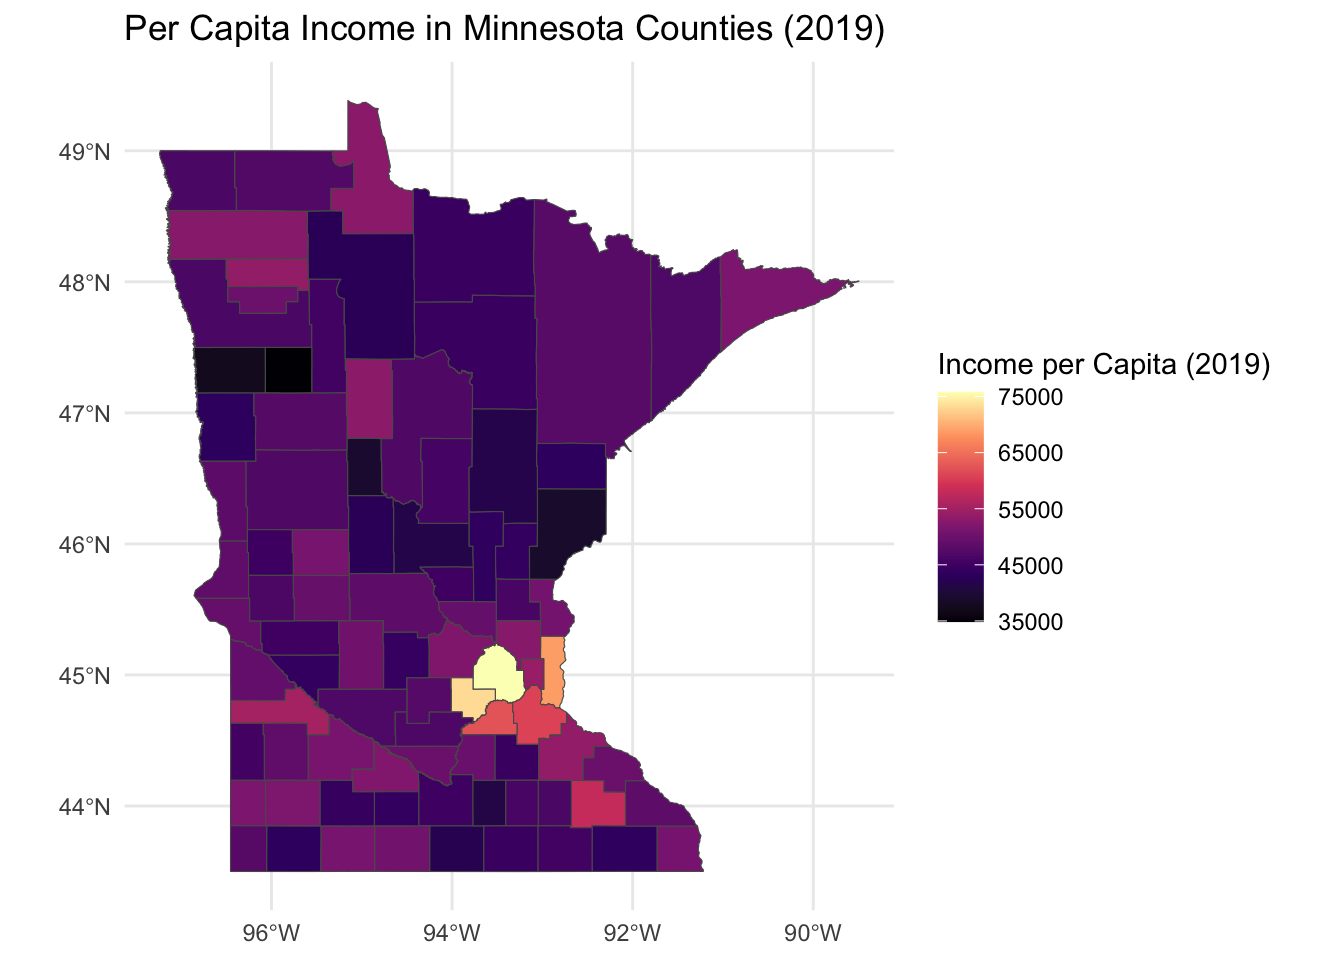 Per Capita Income in Minnesota Counties (2019)
49°N
48°N
47°N
46°N
45°N
44°N
96°W
94°W
92°W
90°W
Income per Capita (2019)
75000
65000
55000
45000
35000